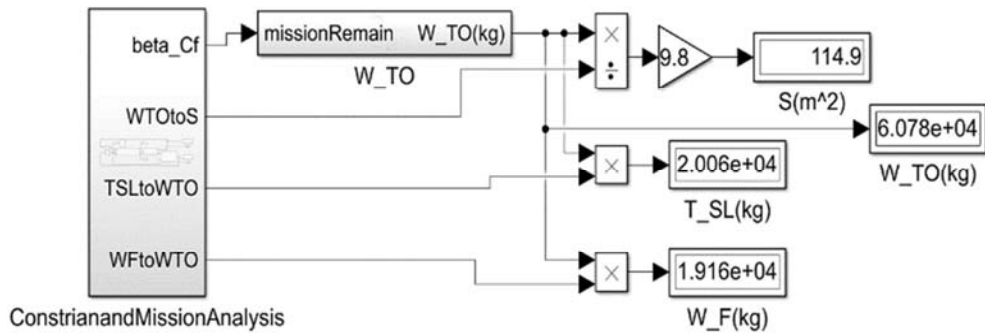 beta_Cf
missionRemain W_TO(kg)
W_TO
×
÷
9.8
114.9
S(m^2)
WTOtoS
6.078e+04
W_TO(kg)
TSLtoWTO
×
2.006e+04
T_SL(kg)
WFtoWTO
×
1.916e+04
W_F(kg)
ConstrianandMissionAnalysis